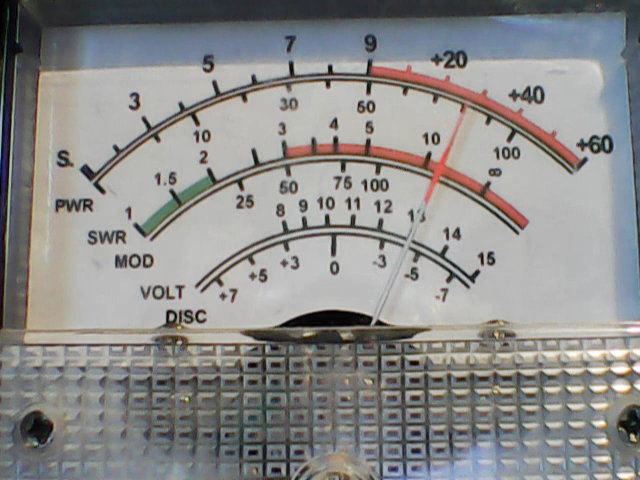 S. 3 5 7 9 +20 +40 +60
PWR 10 30 50 100
SWR 1 1.5 2 3 4 5 10 ∞
MOD 25 50 75 100
VOLT 8 9 10 11 12 13 14 15
DISC +7 +5 +3 0 -3 -5 -7